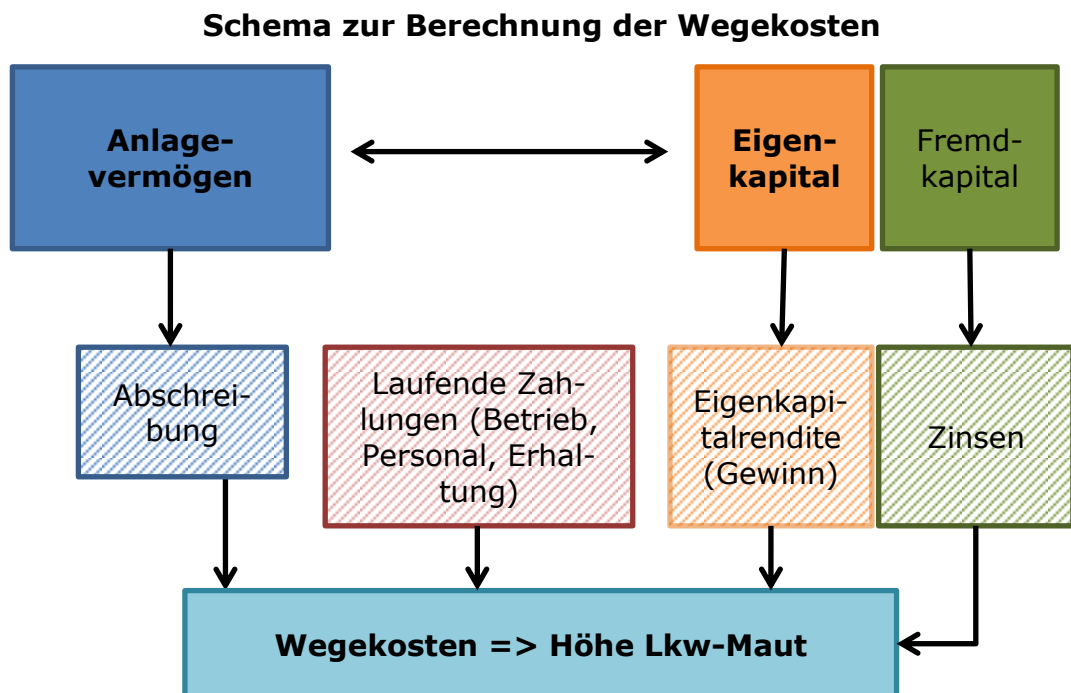 Schema zur Berechnung der Wegekosten
Anlage-
vermögen
Eigen-
kapital
Fremd-
kapital
Abschrei-
bung
Laufende Zah-
lungen (Betrieb,
Personal, Erhal-
tung)
Eigenkapi-
talrendite
(Gewinn)
Zinsen
Wegekosten => Höhe Lkw-Maut